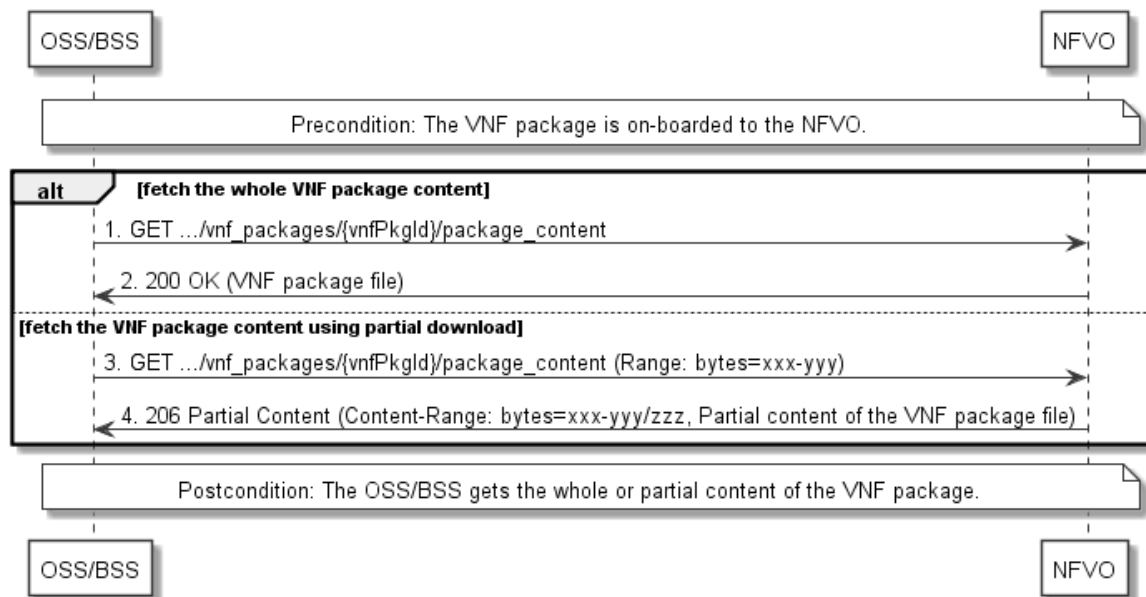 OSS/BSS
NFVO
Precondition: The VNF package is on-boarded to the NFVO.
alt
[fetch the whole VNF package content]
1. GET .../vnf_packages/{vnfPkgId}/package_content
2. 200 OK (VNF package file)
[fetch the VNF package content using partial download]
3. GET .../vnf_packages/{vnfPkgId}/package_content (Range: bytes=xxx-yyy)
4. 206 Partial Content (Content-Range: bytes=xxx-yyy/zzz, Partial content of the VNF package file)
Postcondition: The OSS/BSS gets the whole or partial content of the VNF package.
OSS/BSS
NFVO